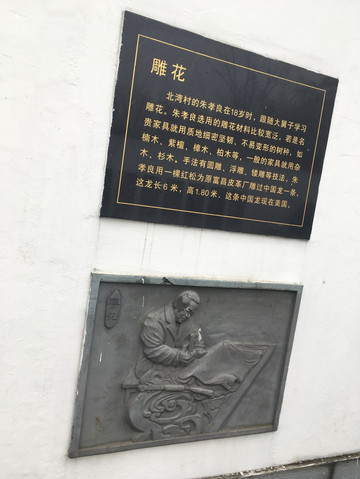 雕花
北湾村的朱孝良在18岁时，跟随大舅子学习
雕花。朱孝良选用的雕花材料比较宽泛，若是名
贵家具就用质地细密坚韧、不易变形的树种，如
楠木，紫檀，樟木，柏木等，一般的家具就用杂
木，杉木。手法有圆雕，浮雕，镂雕等技法，朱
孝良用一棵红松为原富昌皮革厂雕过中国龙一条，
这龙长6米，高1.80米，这条中国龙现在美国。
雕花